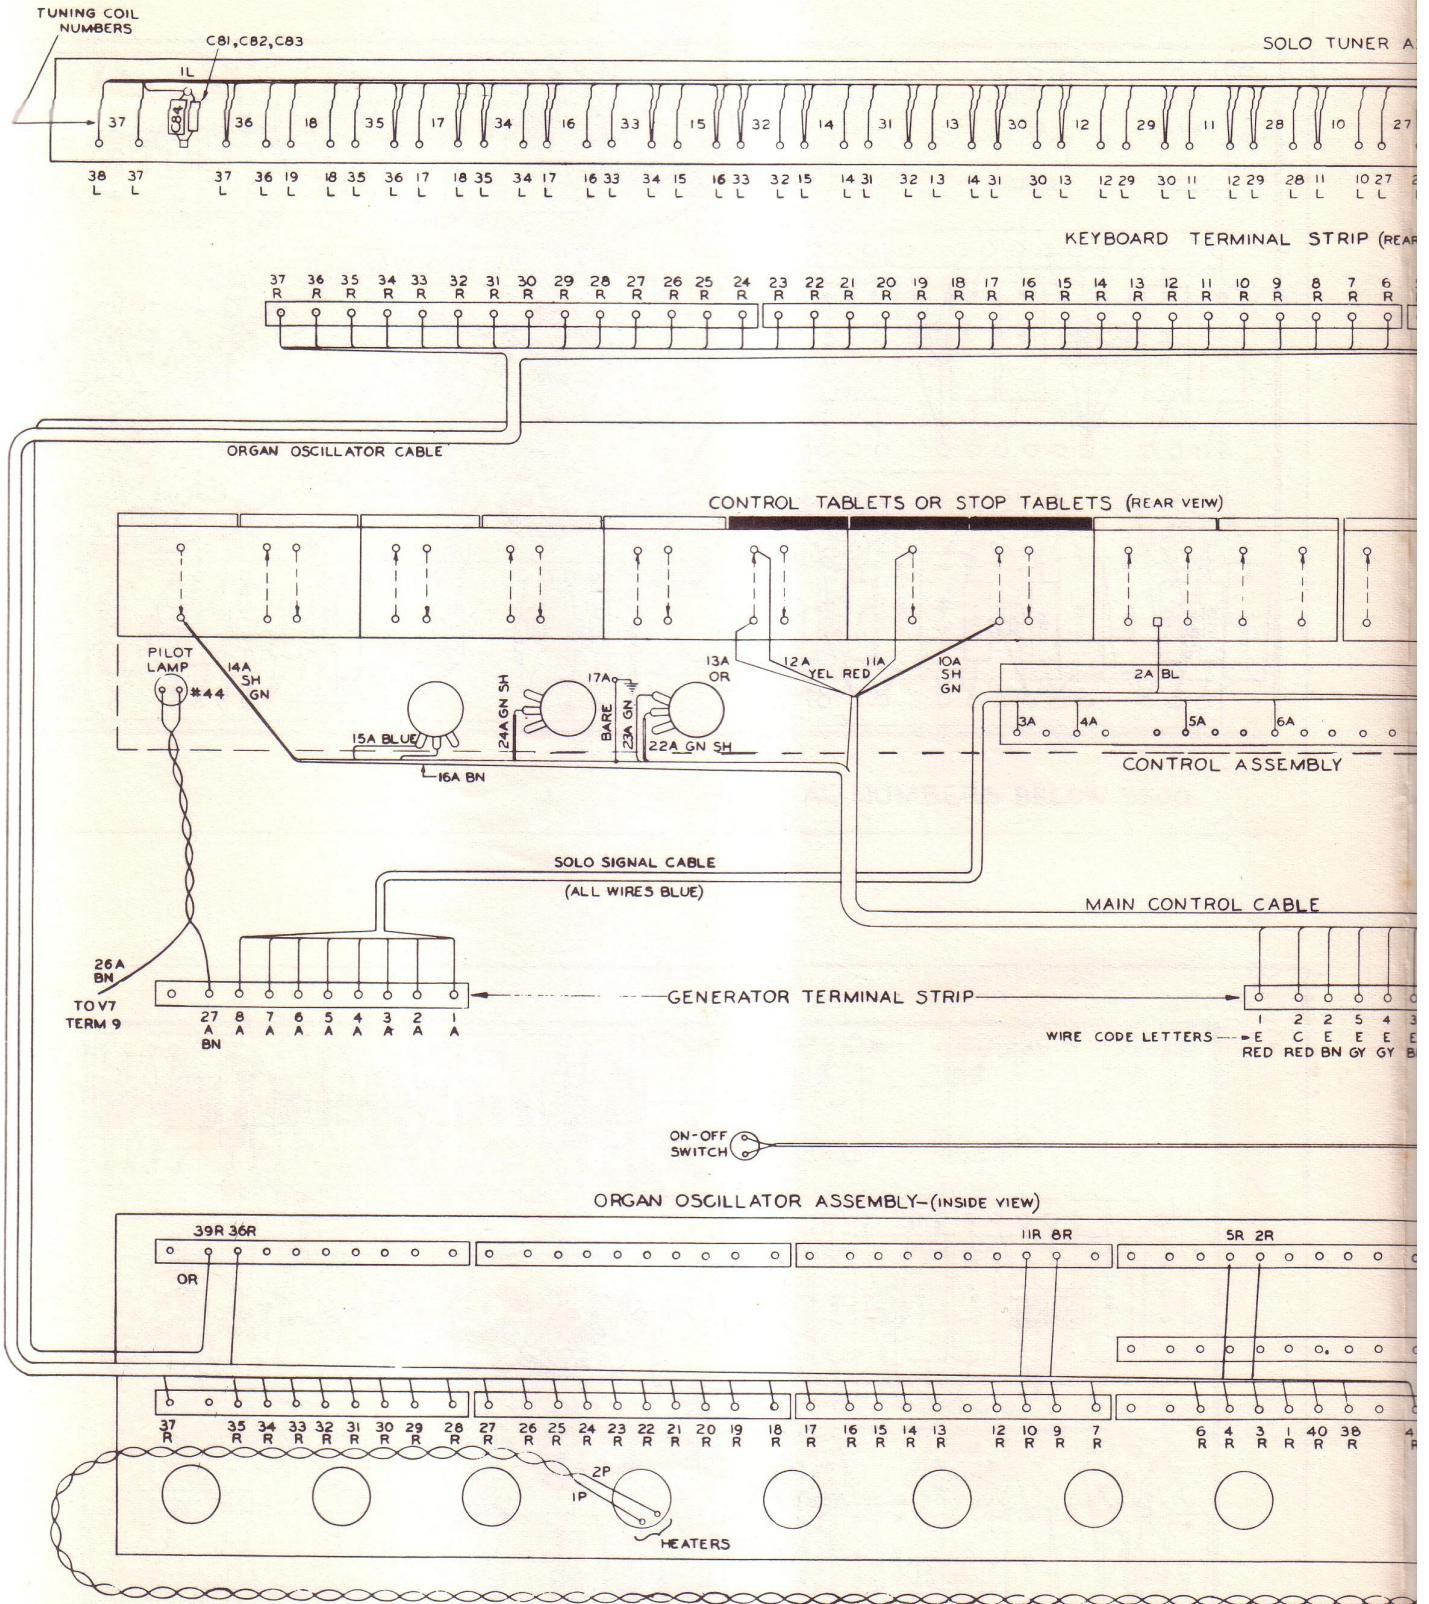 TUNING COIL
NUMBERS
C81,C82,C83
SOLO TUNER A
1L
C84
37 36 18 35 17 34 16 33 15 32 14 31 13 30 12 29 11 28 10 27
38 37 37 36 19 18 35 36 17 18 35 34 17 16 33 34 15 16 33 32 15 14 31 32 13 14 31 30 13 12 29 30 11 12 29 28 11 10 27
L L L L L L L L L L L L L L L L L L L L L L L L L L L L L L L L L L L L L L L
KEYBOARD TERMINAL STRIP (REAR
37 36 35 34 33 32 31 30 29 28 27 26 25 24 23 22 21 20 19 18 17 16 15 14 13 12 11 10 9 8 7 6
R R R R R R R R R R R R R R R R R R R R R R R R R R R R R R R R
ORGAN OSCILLATOR CABLE
CONTROL TABLETS OR STOP TABLETS (REAR VEIW)
PILOT
LAMP
#44
14A
SH
GN
15A BLUE
16A BN
24A GN SH
17A
BARE
23A GN
22A GN SH
13A
OR
12A
YEL RED
11A
10A
SH
GN
2A BL
3A 4A 5A 6A
CONTROL ASSEMBLY
SOLO SIGNAL CABLE
(ALL WIRES BLUE)
MAIN CONTROL CABLE
26A
BN
TO V7
TERM 9
GENERATOR TERMINAL STRIP
27 8 7 6 5 4 3 2 1
A A A A A A A A A
BN
1 2 2 5 4 3
WIRE CODE LETTERS E C E E E E
RED RED BN GY GY
ON-OFF
SWITCH
ORGAN OSCILLATOR ASSEMBLY-(INSIDE VIEW)
39R 36R 11R 8R 5R 2R
OR
37 35 34 33 32 31 30 29 28 27 26 25 24 23 22 21 20 19 18 17 16 15 14 13 12 10 9 7 6 4 3 1 40 38 4
R R R R R R R R R R R R R R R R R R R R R R R R R R R R R R R R R R R
2P
1P
HEATERS